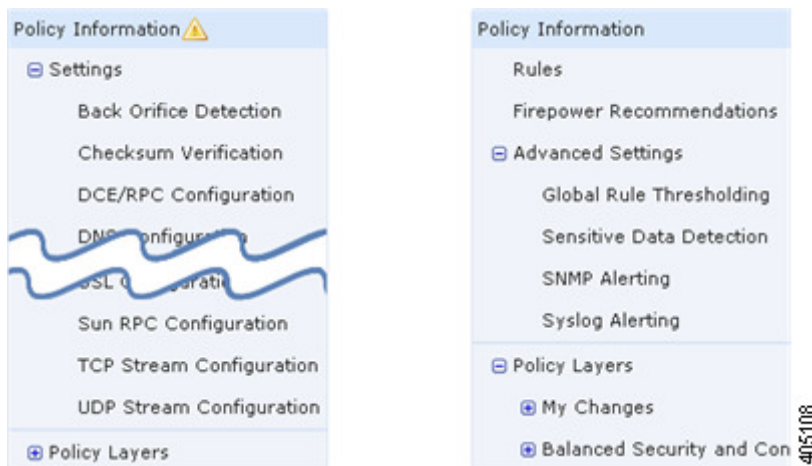 Policy Information
Settings
Back Orifice Detection
Checksum Verification
DCE/RPC Configuration
Sun RPC Configuration
TCP Stream Configuration
UDP Stream Configuration
Policy Layers
Policy Information
Rules
Firepower Recommendations
Advanced Settings
Global Rule Thresholding
Sensitive Data Detection
SNMP Alerting
Syslog Alerting
Policy Layers
My Changes
Balanced Security and Con
405108